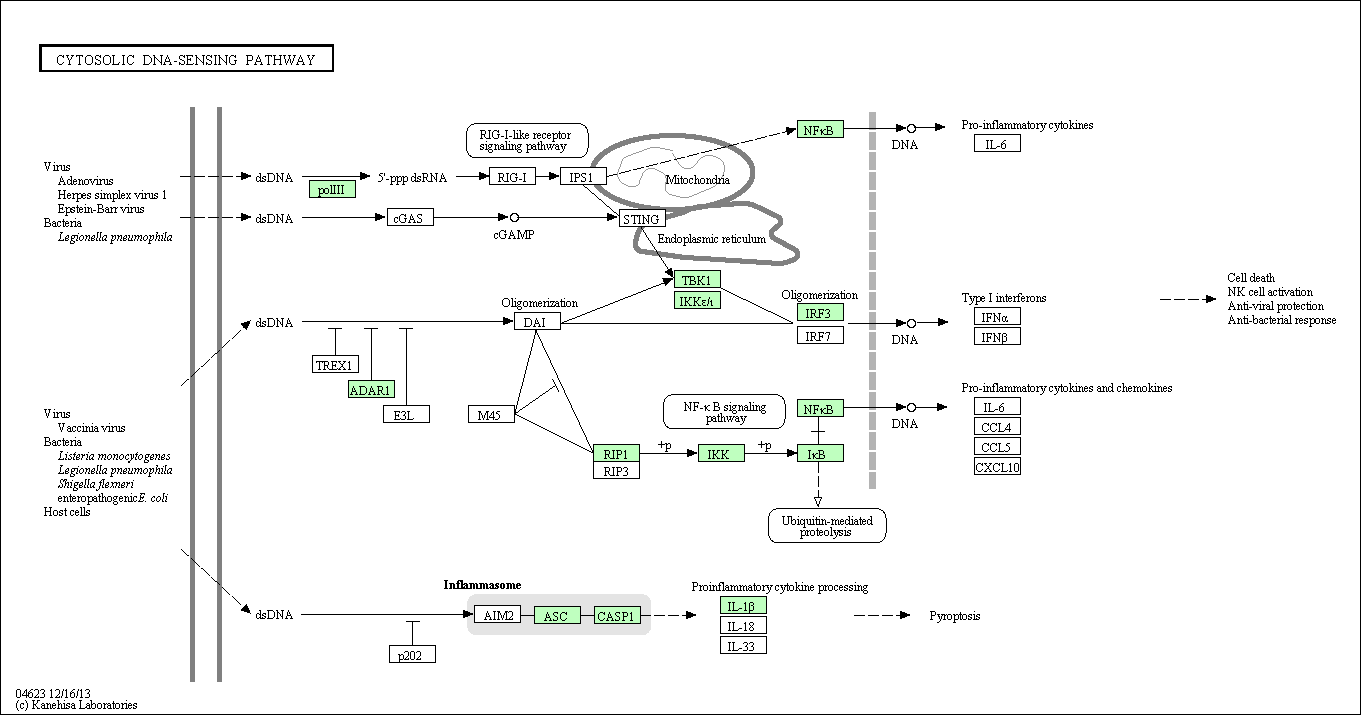 CYTOSOLIC DNA-SENSING PATHWAY
RIG-I-like receptor
signaling pathway
NFκB
DNA
Pro-inflammatory cytokines
IL-6
Virus
Adenovirus
Herpes simplex virus 1
Epstein-Barr virus
Bacteria
Legionella pneumophila
dsDNA
polIII
5'-ppp dsRNA
RIG-I
IPS1
Mitochondria
dsDNA
cGAS
cGAMP
STING
Endoplasmic reticulum
TBK1
IKKε/ι
Oligomerization
IRF3
IRF7
DNA
Type I interferons
IFNα
IFNβ
Cell death
NK cell activation
Anti-viral protection
Anti-bacterial response
Oligomerization
dsDNA
DAI
TREX1
ADAR1
E3L
M45
Virus
Vaccinia virus
Bacteria
Listeria monocytogenes
Legionella pneumophila
Shigella flexneri
enteropathogenicE. coli
Host cells
NF-κ B signaling
pathway
NFκB
DNA
Pro-inflammatory cytokines and chemokines
IL-6
CCL4
CCL5
CXCL10
RIP1
RIP3
+p
IKK
+p
IκB
Ubiquitin-mediated
proteolysis
Inflammasome
dsDNA
AIM2
ASC
CASP1
p202
Proinflammatory cytokine processing
IL-1β
IL-18
IL-33
Pyroptosis
04623 12/16/13
(c) Kanehisa Laboratories